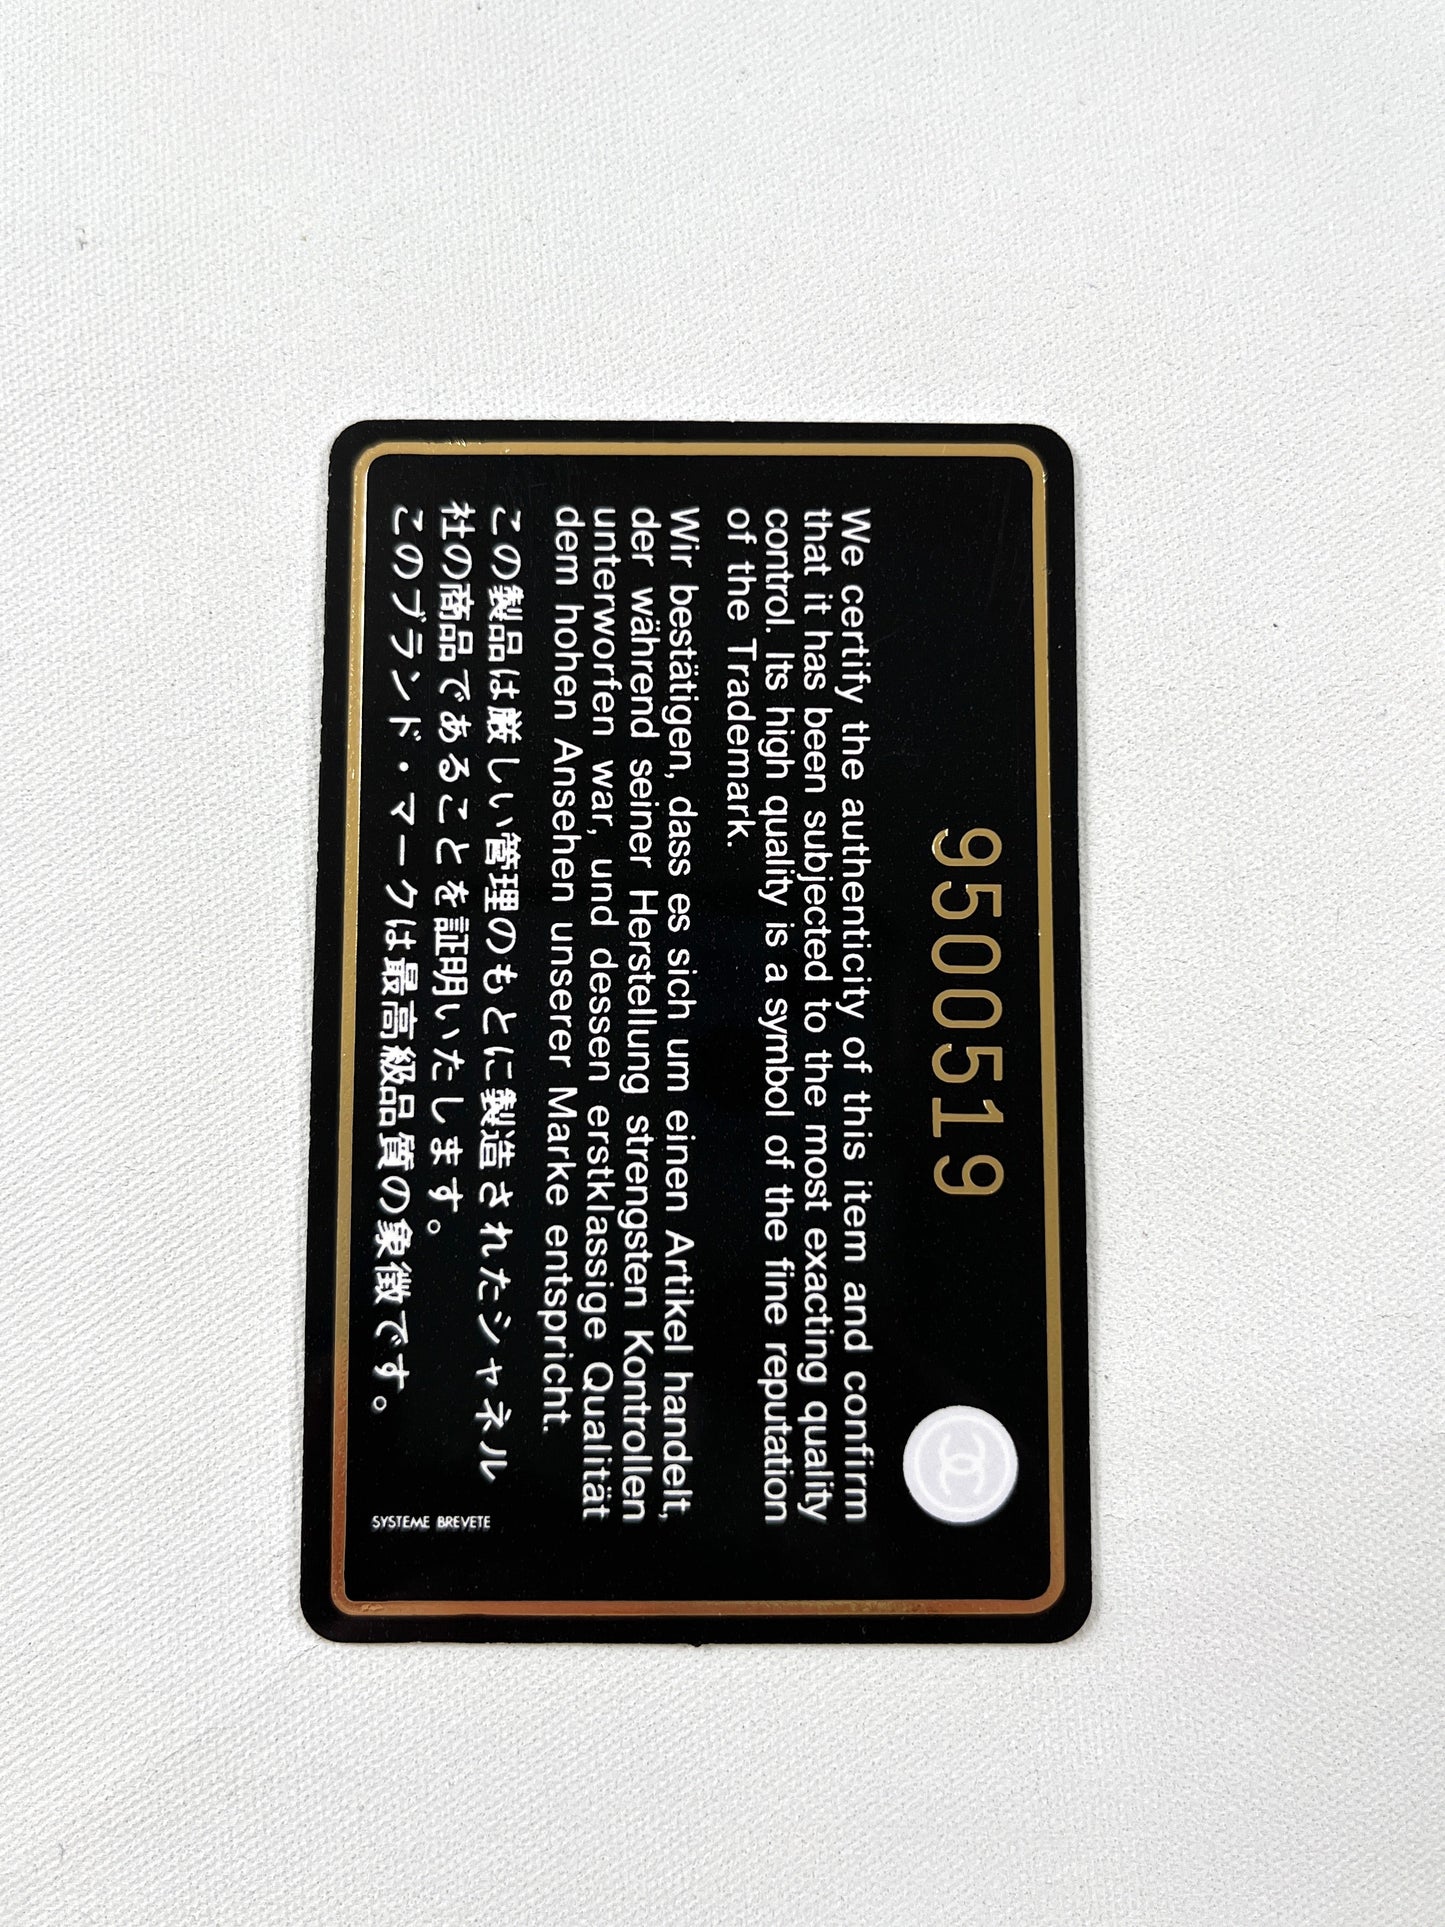 9500519
We certify the authenticity of this item and confirm
that it has been subjected to the most exacting quality
control. Its high quality is a symbol of the fine reputation
of the Trademark.
Wir bestätigen, dass es sich um einen Artikel handelt,
der während seiner Herstellung strengsten Kontrollen
unterworfen war, und dessen erstklassige Qualität
dem hohen Ansehen unserer Marke entspricht.
この製品は厳しい管理のもとに製造されたシャネル
社の商品であることを証明いたします。
このブランド・マークは最高級品質の象徴です。
SYSTEME BREVETE